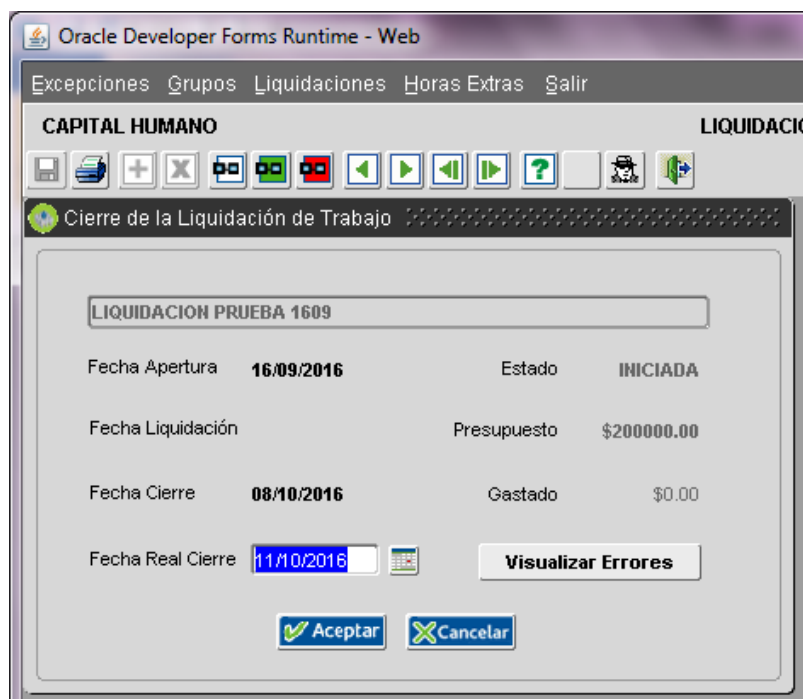 Oracle Developer Forms Runtime - Web
Excepciones Grupos Liquidaciones Horas Extras Salir
CAPITAL HUMANO LIQUIDACIO
Cierre de la Liquidación de Trabajo
LIQUIDACION PRUEBA 1609
Fecha Apertura 16/09/2016 Estado INICIADA
Fecha Liquidación Presupuesto $200000.00
Fecha Cierre 08/10/2016 Gastado $0.00
Fecha Real Cierre 11/10/2016 Visualizar Errores
Aceptar Cancelar